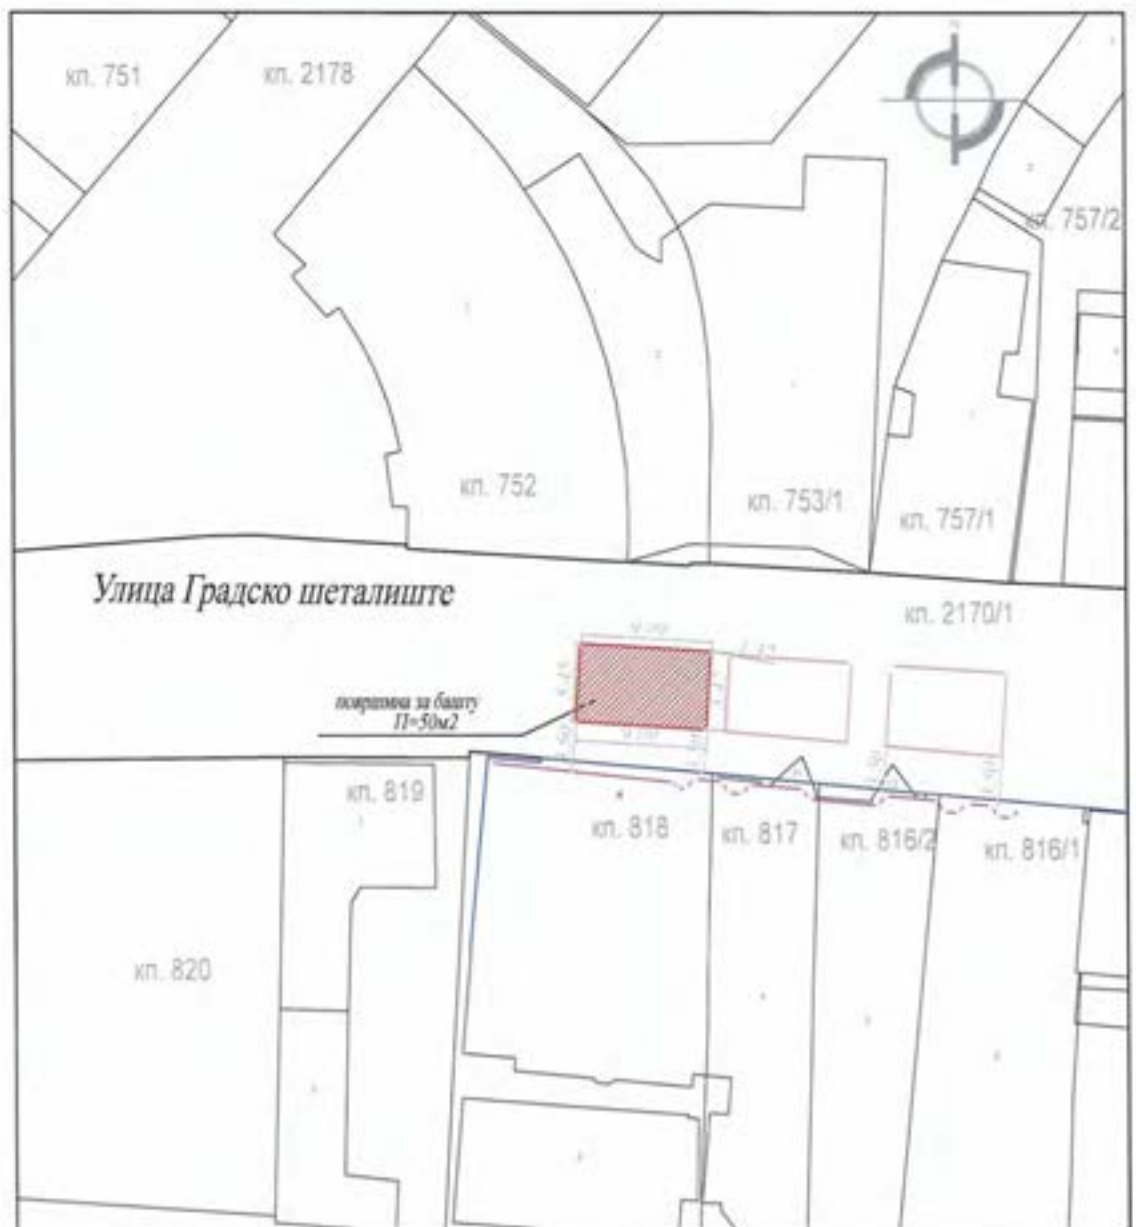 кп. 751
кп. 2178
кп. 757/2
кп. 752
кп. 753/1
кп. 757/1
Улица Градско шеталиште
кп. 2170/1
површина за башту
П=50м2
кп. 819
кп. 818
кп. 817
кп. 816/2
кп. 816/1
кп. 820